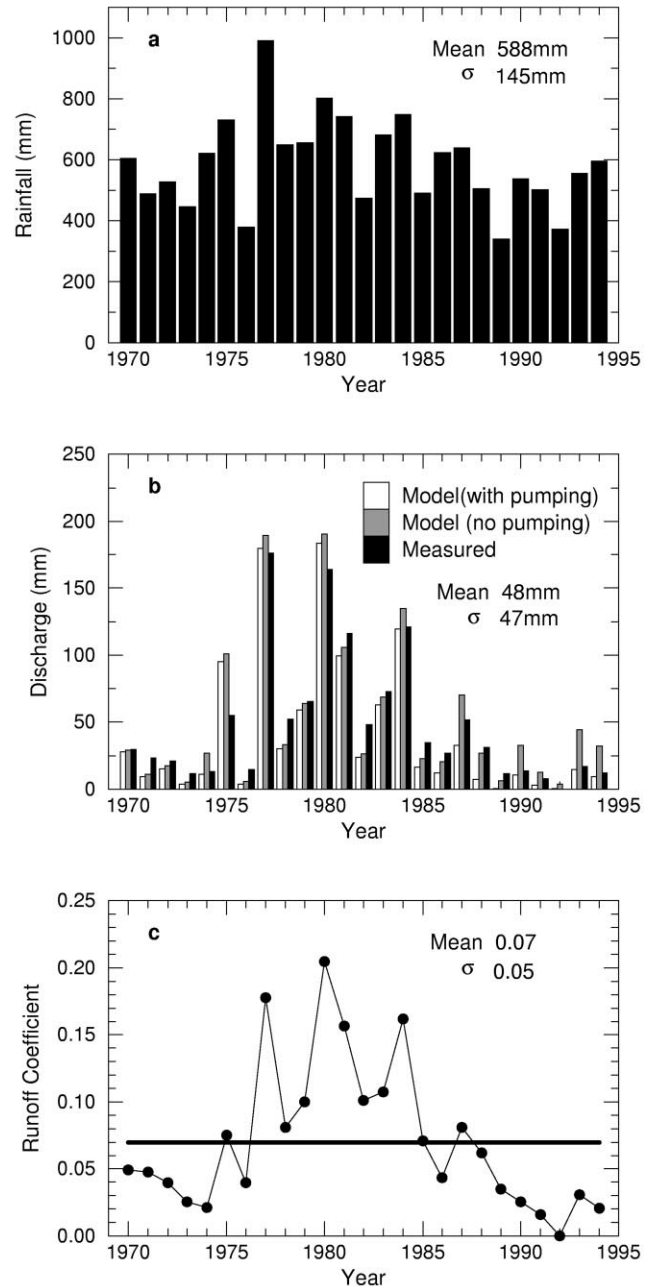 a
Mean 588mm
σ 145mm
1000
800
600
400
200
0
Rainfall (mm)
1970 1975 1980 1985 1990 1995
Year
b
Model(with pumping)
Model (no pumping)
Measured
Mean 48mm
σ 47mm
250
200
150
100
50
0
Discharge (mm)
1970 1975 1980 1985 1990 1995
Year
c
Mean 0.07
σ 0.05
0.25
0.20
0.15
0.10
0.05
0.00
Runoff Coefficient
1970 1975 1980 1985 1990 1995
Year